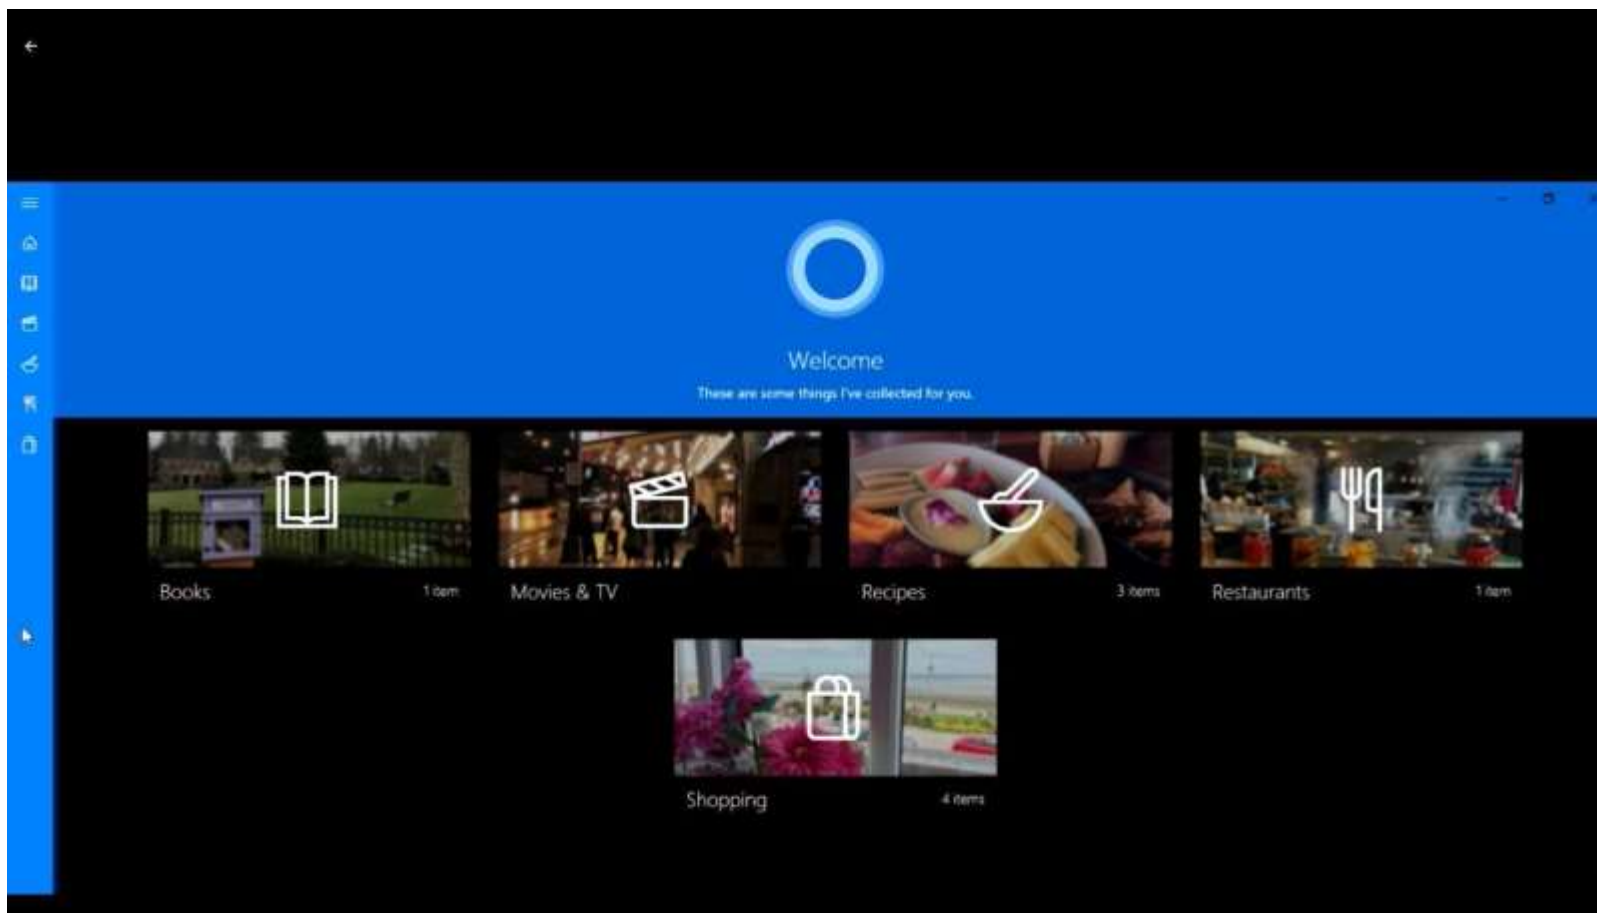 Welcome
These are some things I've collected for you.
Books 1 item
Movies & TV
Recipes 3 items
Restaurants 1 item
Shopping 4 items